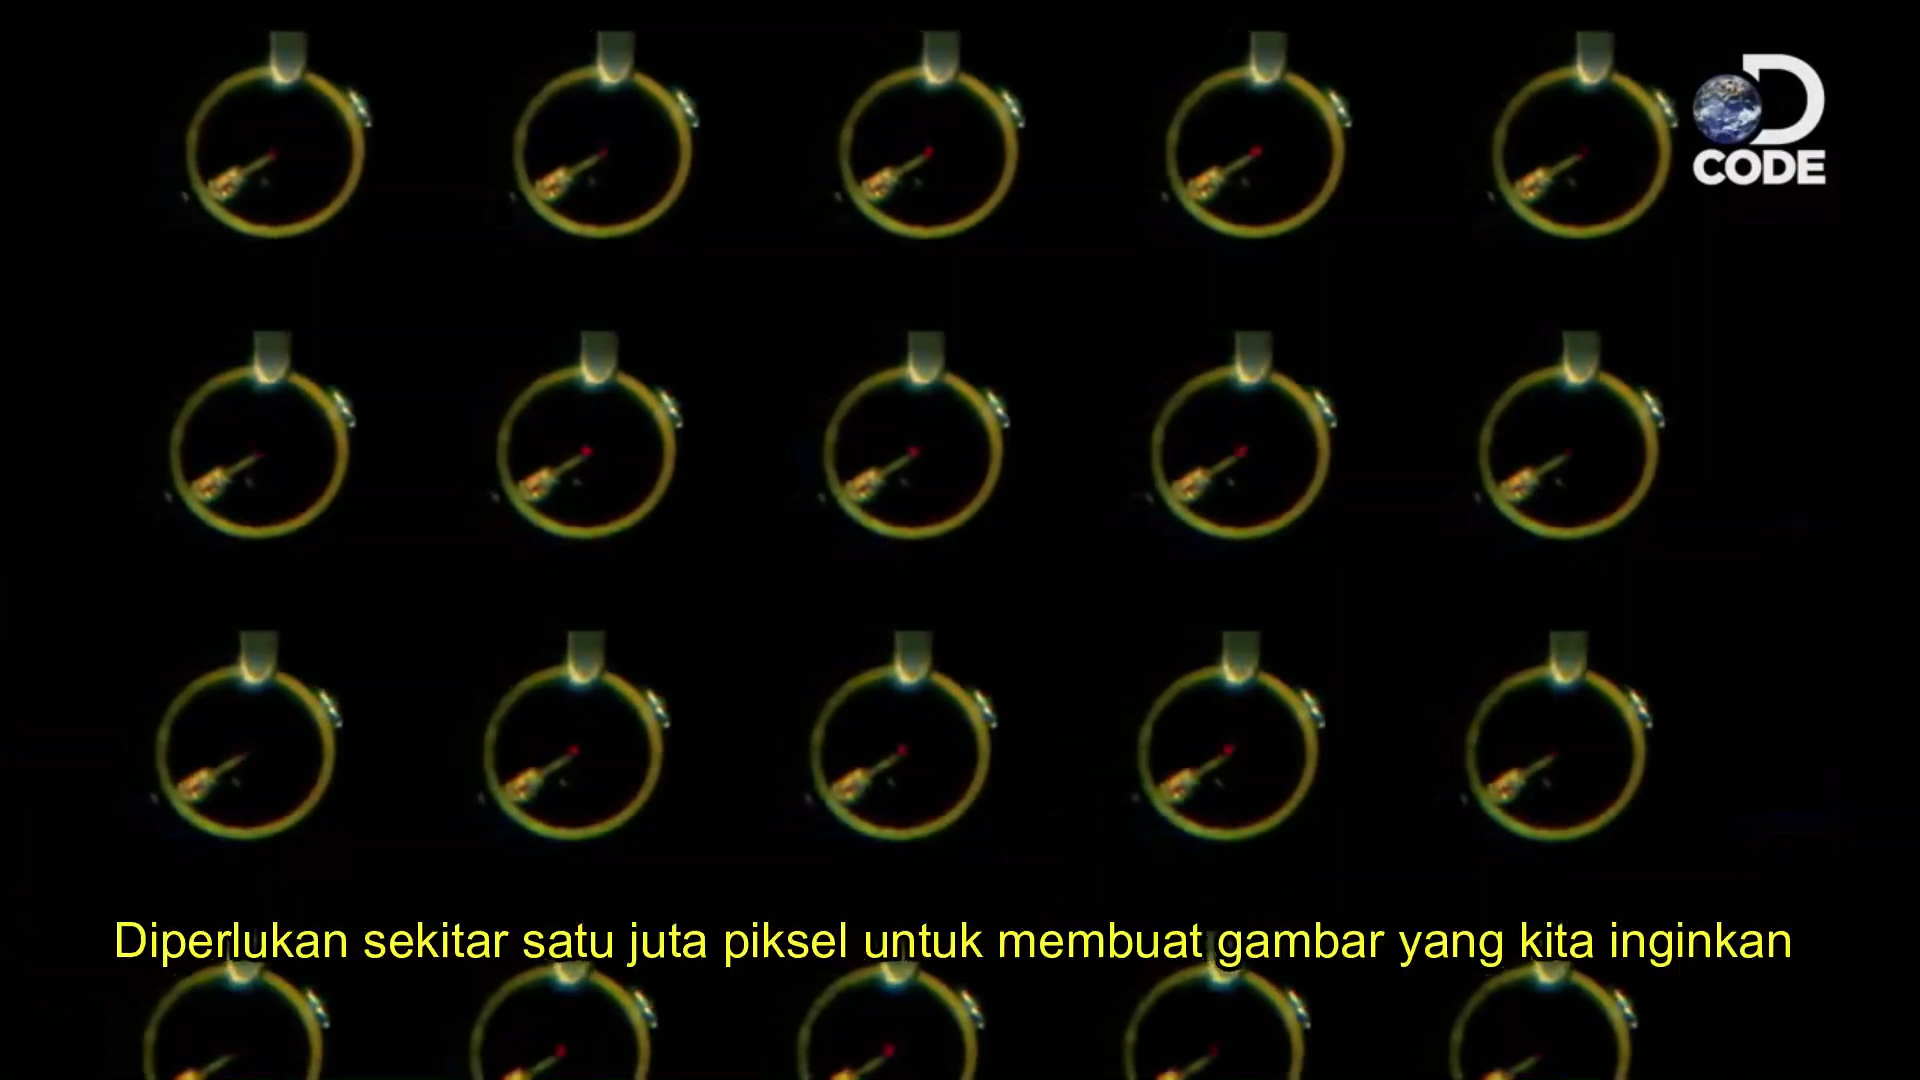 D
CODE
Diperlukan sekitar satu juta piksel untuk membuat gambar yang kita inginkan